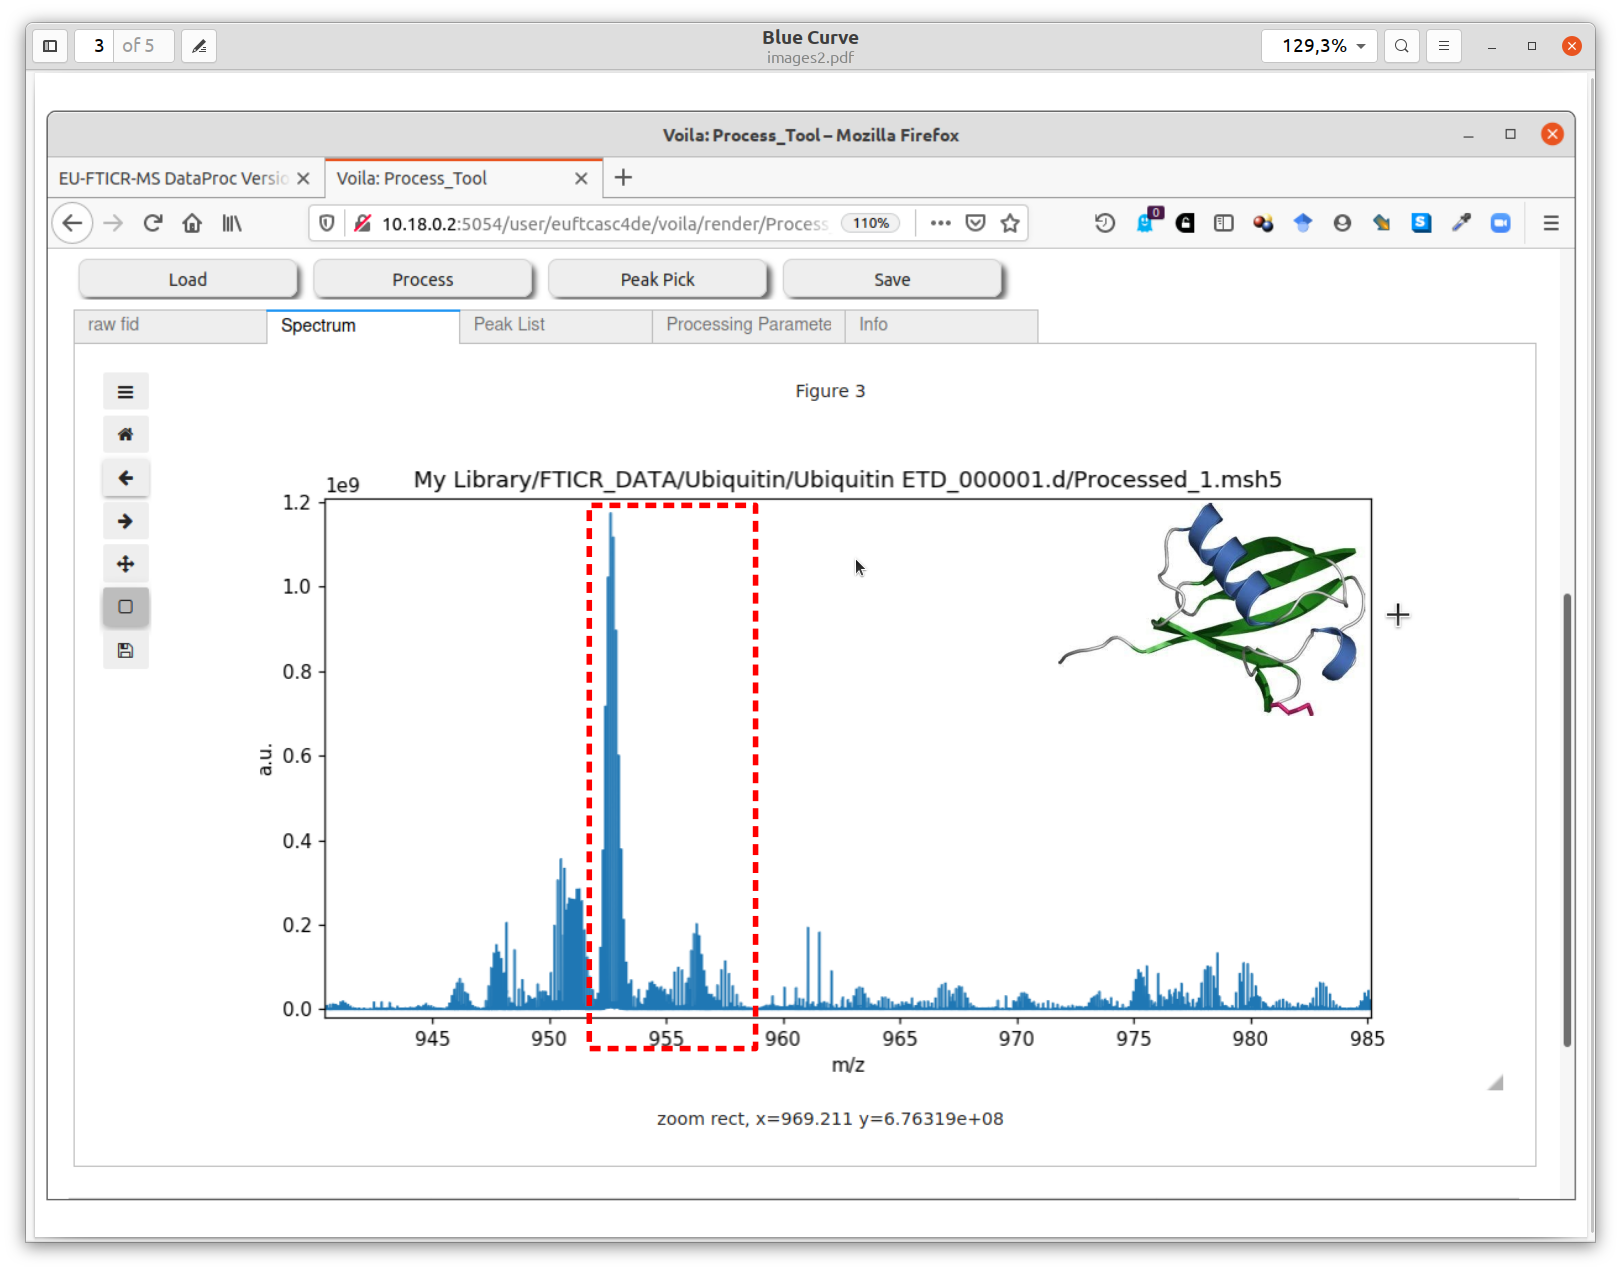 3 of 5
Blue Curve
images2.pdf
129,3%
Voila: Process_Tool – Mozilla Firefox
EU-FTICR-MS DataProc Versio
Voila: Process_Tool
10.18.0.2:5054/user/euftcasc4de/voila/render/Process
110%
0
S
Load
Process
Peak Pick
Save
raw fid
Spectrum
Peak List
Processing Paramete
Info
Figure 3
My Library/FTICR_DATA/Ubiquitin/Ubiquitin ETD_000001.d/Processed_1.msh5
1e9
1.2
1.0
0.8
0.6
0.4
0.2
0.0
a.u.
945 950 955 960 965 970 975 980 985
m/z
zoom rect, x=969.211 y=6.76319e+08